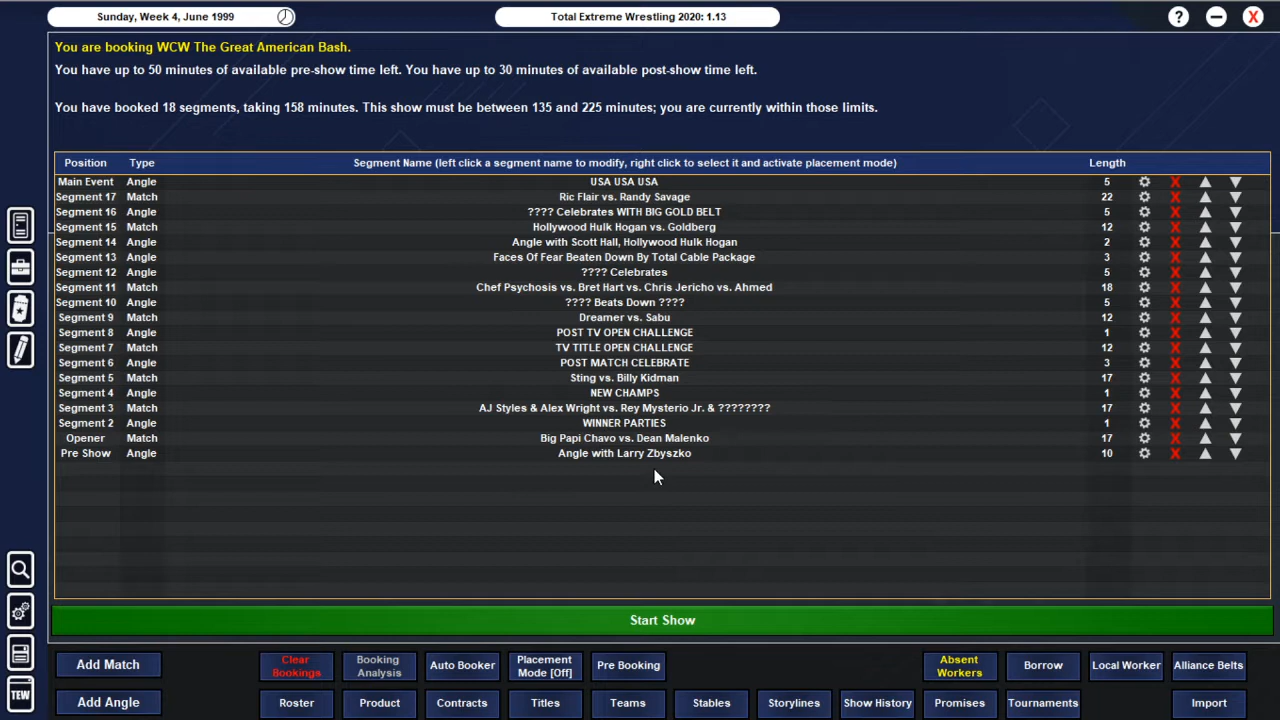 Sunday, Week 4, June 1999
Total Extreme Wrestling 2020: 1.13
?
X
You are booking WCW The Great American Bash.
You have up to 50 minutes of available pre-show time left. You have up to 30 minutes of available post-show time left.
You have booked 18 segments, taking 158 minutes. This show must be between 135 and 225 minutes; you are currently within those limits.
Position Type Segment Name (left click a segment name to modify, right click to select it and activate placement mode) Length
Main Event Angle USA USA USA 5 X
Segment 17 Match Ric Flair vs. Randy Savage 22 X
Segment 16 Angle ???? Celebrates WITH BIG GOLD BELT 5 X
Segment 15 Match Hollywood Hulk Hogan vs. Goldberg 12 X
Segment 14 Angle Angle with Scott Hall, Hollywood Hulk Hogan 2 X
Segment 13 Angle Faces Of Fear Beaten Down By Total Cable Package 3 X
Segment 12 Angle ???? Celebrates 5 X
Segment 11 Match Chef Psychosis vs. Bret Hart vs. Chris Jericho vs. Ahmed 18 X
Segment 10 Angle ???? Beats Down ???? 5 X
Segment 9 Match Dreamer vs. Sabu 12 X
Segment 8 Angle POST TV OPEN CHALLENGE 1 X
Segment 7 Match TV TITLE OPEN CHALLENGE 12 X
Segment 6 Angle POST MATCH CELEBRATE 3 X
Segment 5 Match Sting vs. Billy Kidman 17 X
Segment 4 Angle NEW CHAMPS 1 X
Segment 3 Match AJ Styles & Alex Wright vs. Rey Mysterio Jr. & ???????? 17 X
Segment 2 Angle WINNER PARTIES 1 X
Opener Match Big Papi Chavo vs. Dean Malenko 17 X
Pre Show Angle Angle with Larry Zbyszko 10 X
Start Show
Add Match
Clear Bookings
Booking Analysis
Auto Booker
Placement Mode [Off]
Pre Booking
Absent Workers
Borrow
Local Worker
Alliance Belts
TEW
Add Angle
Roster
Product
Contracts
Titles
Teams
Stables
Storylines
Show History
Promises
Tournaments
Import